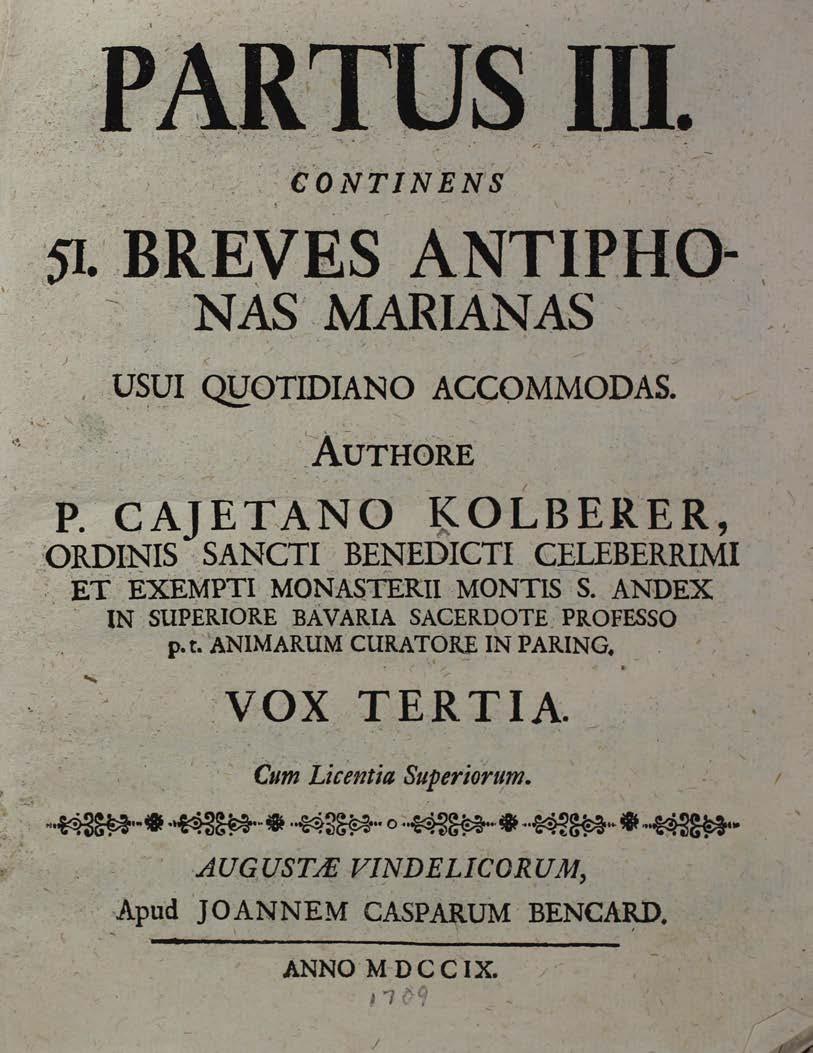 PARTUS III.
CONTINENS
51. BREVES ANTIPHO-
NAS MARIANAS
USUI QUOTIDIANO ACCOMMODAS.
AUTHORE
P. CAJETANO KOLBERER,
ORDINIS SANCTI BENEDICTI CELEBERRIMI
ET EXEMPTI MONASTERII MONTIS S. ANDEX
IN SUPERIORE BAVARIA SACERDOTE PROFESSO
p. t. ANIMARUM CURATORE IN PARING.
VOX TERTIA.
Cum Licentia Superiorum.
AUGUSTÆ VINDELICORUM,
Apud JOANNEM CASPARUM BENCARD.
ANNO M DCCIX.
1709